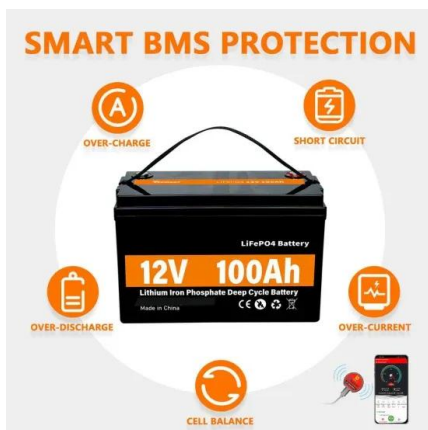 SMART BMS PROTECTION
A
OVER-CHARGE
SHORT CIRCUIT
LiFePO4 Battery
12V 100Ah
Lithium Iron Phosphate Deep Cycle Battery
Made in China
CE
OVER-DISCHARGE
OVER-CURRENT
CELL BALANCE